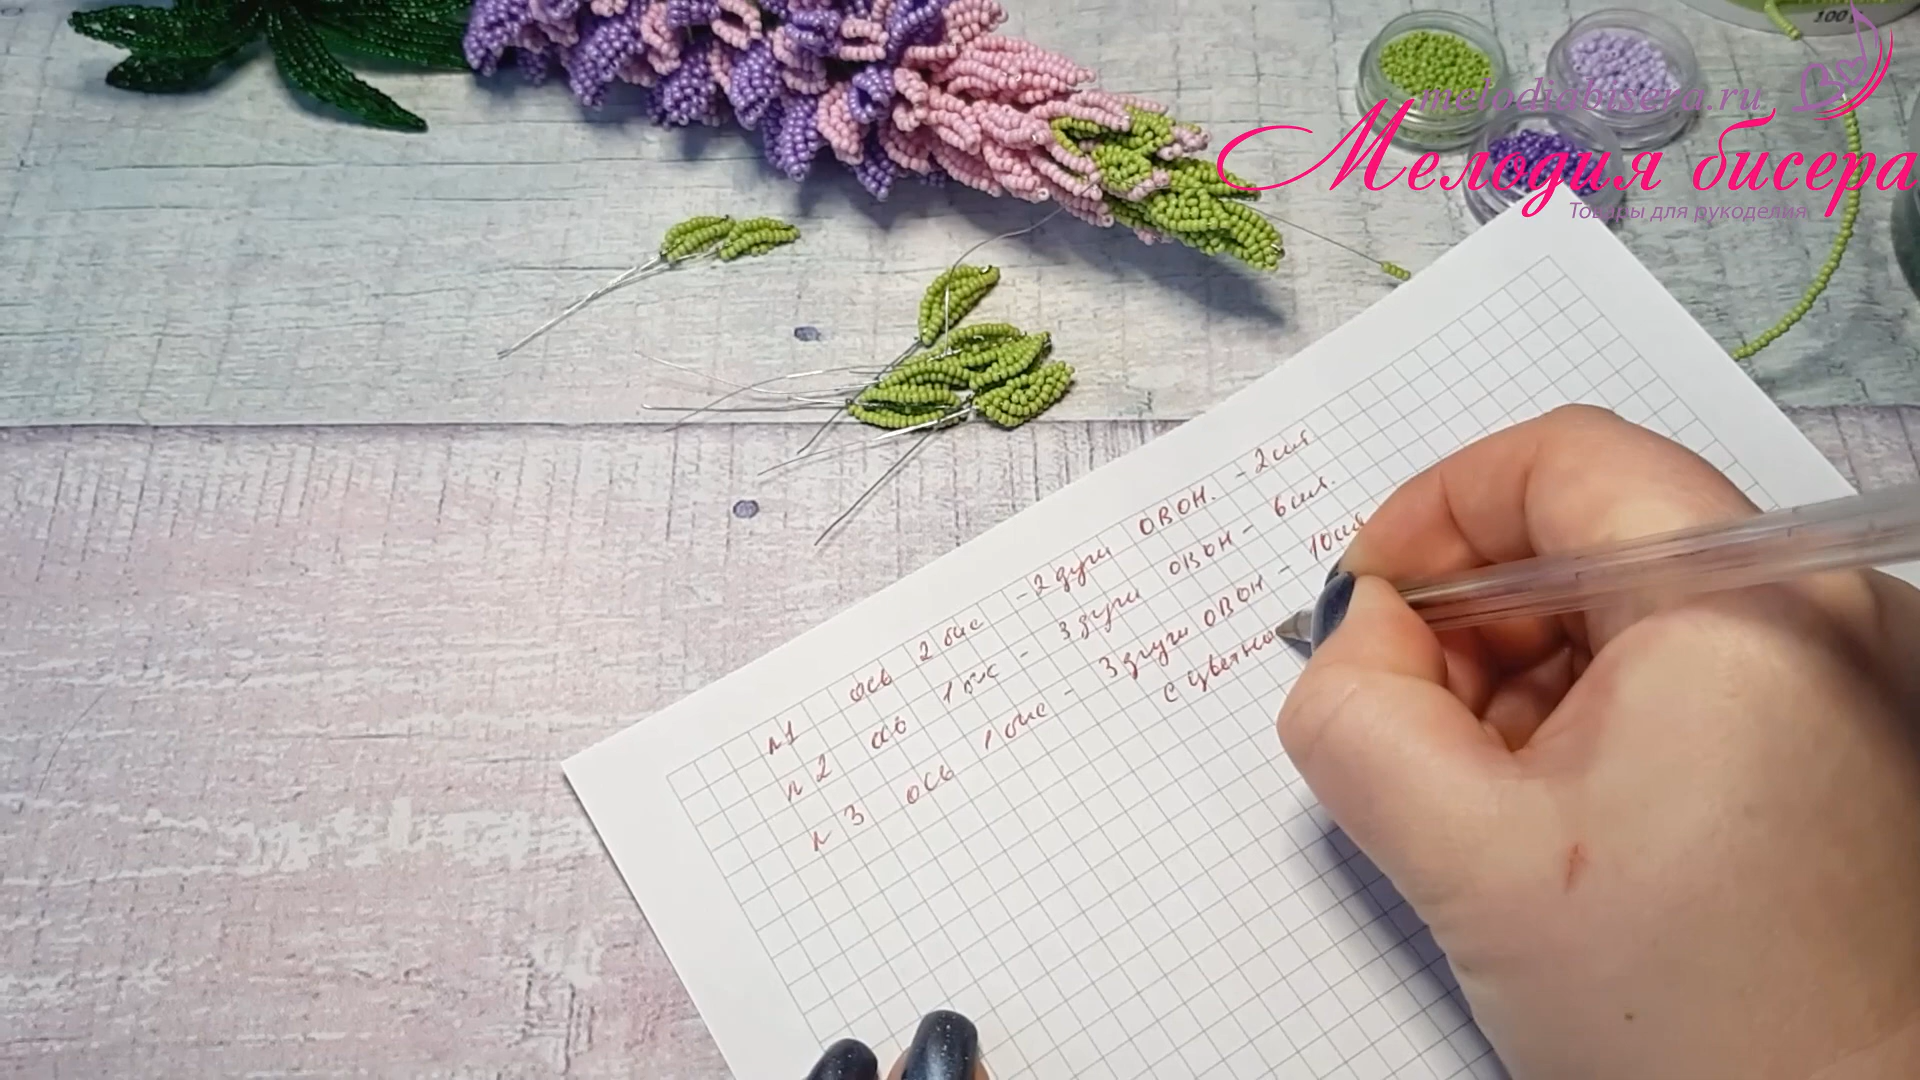 100
melodiabisera.ru
Мелодия бисера
Товары для рукоделия
л1 ось 2 бис - 2 дуги ОВОН. - 2 шт
л 2 ось 1 бис - 3 дуги ОВОН - 6 шт.
л 3 ось 1 бис - 3 дуги ОВОН - 10 шт
с цветно